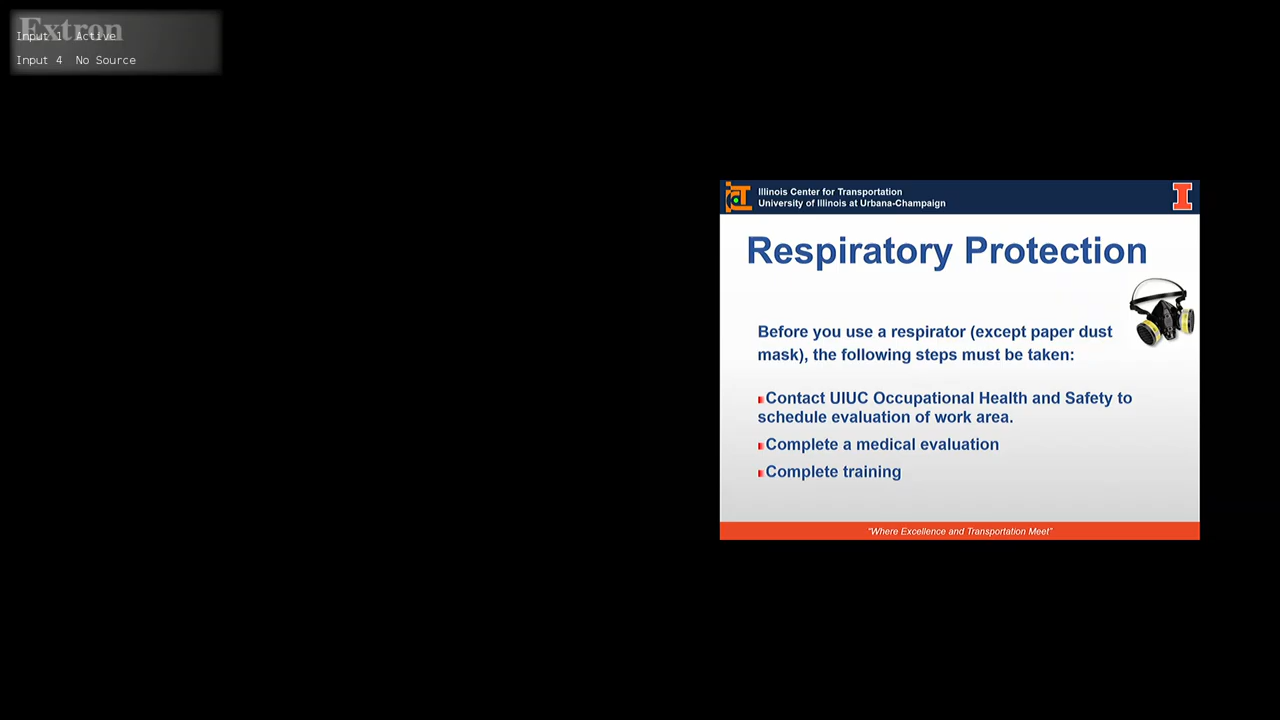 Extron
Input 1  Active
Input 4  No Source
Illinois Center for Transportation
University of Illinois at Urbana-Champaign
Respiratory Protection
Before you use a respirator (except paper dust
mask), the following steps must be taken:
Contact UIUC Occupational Health and Safety to
schedule evaluation of work area.
Complete a medical evaluation
Complete training
"Where Excellence and Transportation Meet"